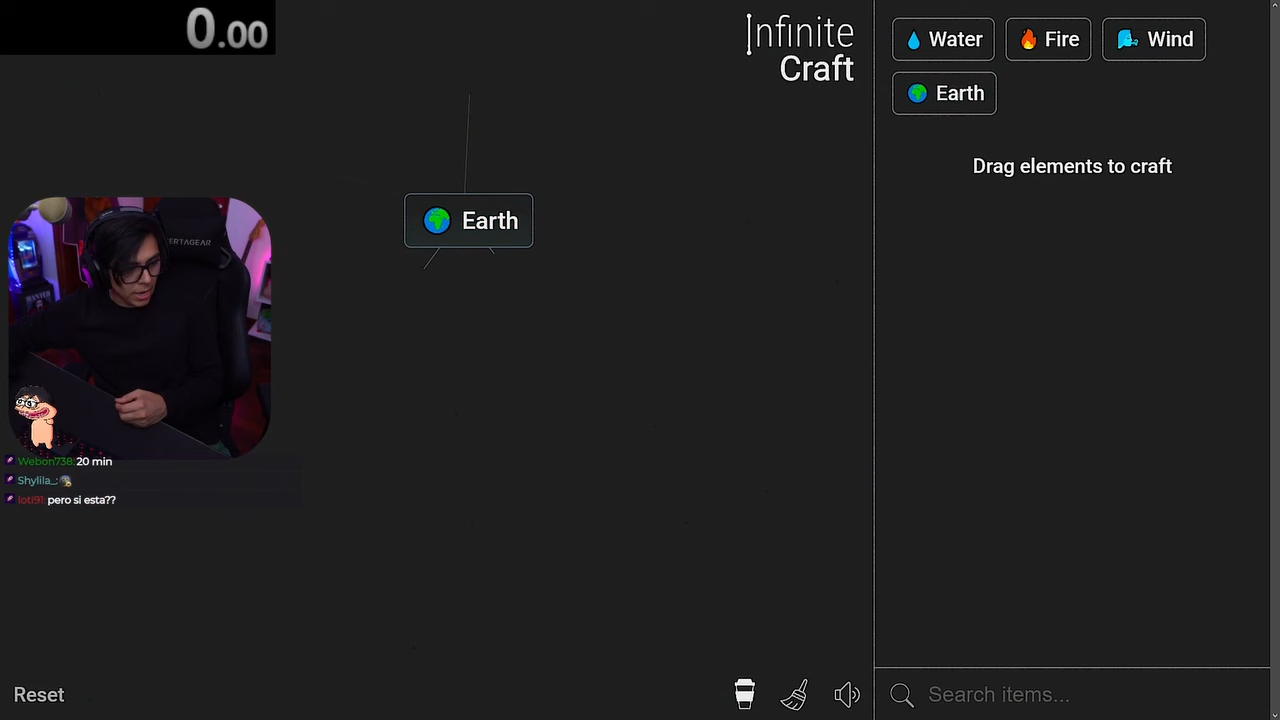 0.00
Infinite
Craft
Water
Fire
Wind
Earth
Drag elements to craft
Earth
WANTED
Webon738: 20 min
Shylila_:
loti91: pero si esta??
Reset
Search items...